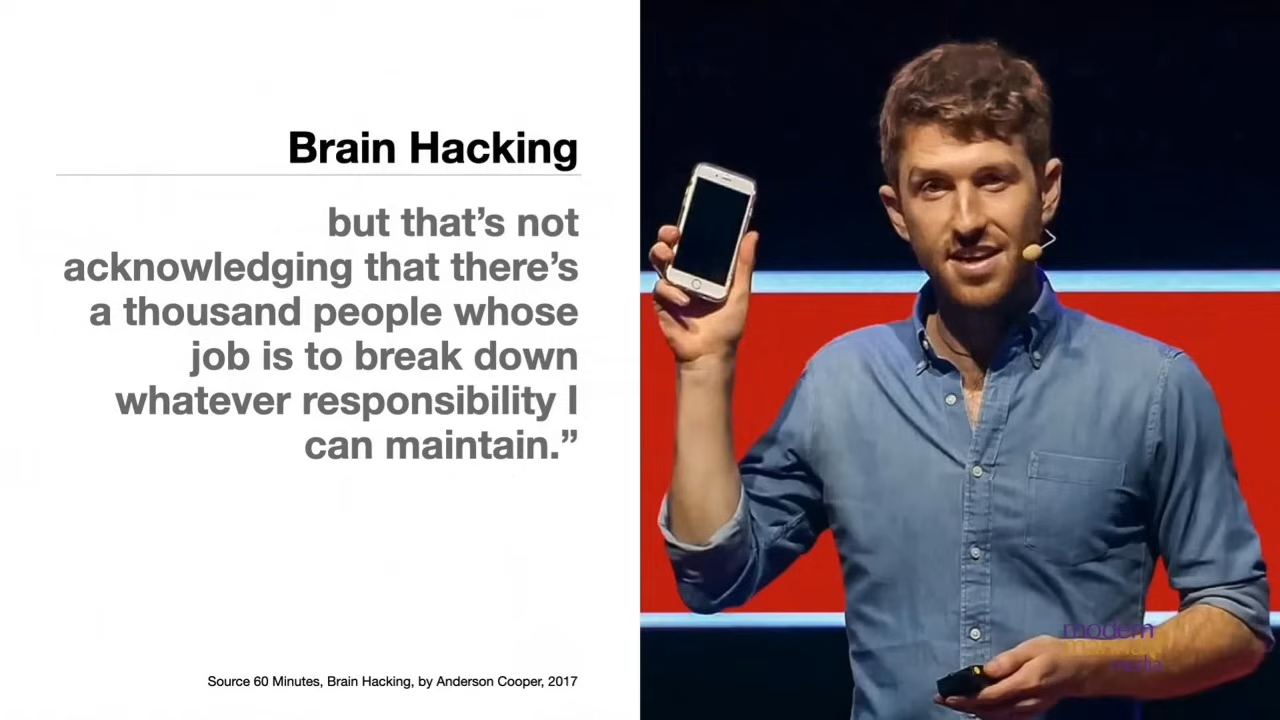 Brain Hacking
but that’s not
acknowledging that there’s
a thousand people whose
job is to break down
whatever responsibility I
can maintain.”
Source 60 Minutes, Brain Hacking, by Anderson Cooper, 2017
modern
media